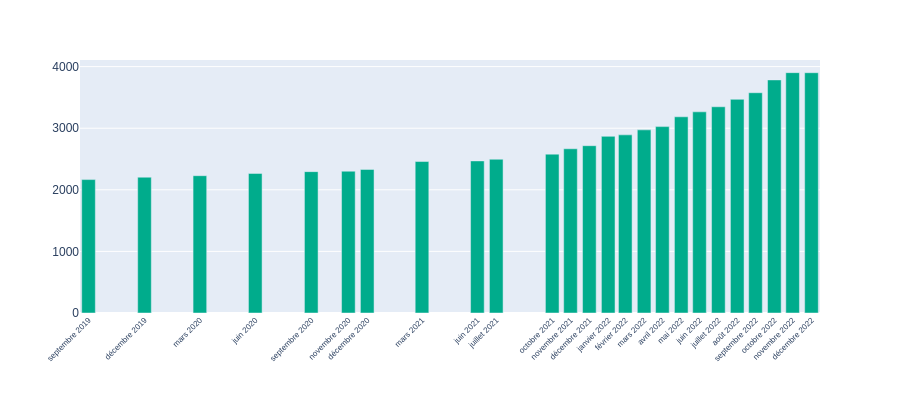 4000
3000
2000
1000
0
septembre 2019
décembre 2019
mars 2020
juin 2020
septembre 2020
novembre 2020
décembre 2020
mars 2021
juin 2021
juillet 2021
octobre 2021
novembre 2021
décembre 2021
janvier 2022
février 2022
mars 2022
avril 2022
mai 2022
juin 2022
juillet 2022
août 2022
septembre 2022
octobre 2022
novembre 2022
décembre 2022